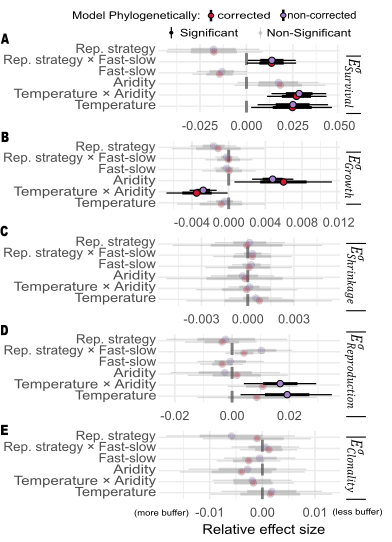 Model Phylogenetically: corrected non-corrected
Significant Non-Significant
A
Rep. strategy
Rep. strategy × Fast-slow
Fast-slow
Aridity
Temperature × Aridity
Temperature
-0.025 0.000 0.025 0.050
|E^σ_Survival|
B
Rep. strategy
Rep. strategy × Fast-slow
Fast-slow
Aridity
Temperature × Aridity
Temperature
-0.004 0.000 0.004 0.008 0.012
|E^σ_Growth|
C
Rep. strategy
Rep. strategy × Fast-slow
Fast-slow
Aridity
Temperature × Aridity
Temperature
-0.003 0.000 0.003
|E^σ_Shrinkage|
D
Rep. strategy
Rep. strategy × Fast-slow
Fast-slow
Aridity
Temperature × Aridity
Temperature
-0.02 0.00 0.02
|E^σ_Reproduction|
E
Rep. strategy
Rep. strategy × Fast-slow
Fast-slow
Aridity
Temperature × Aridity
Temperature
|E^σ_Clonality|
(more buffer) -0.01 0.00 0.01 (less buffer)
Relative effect size